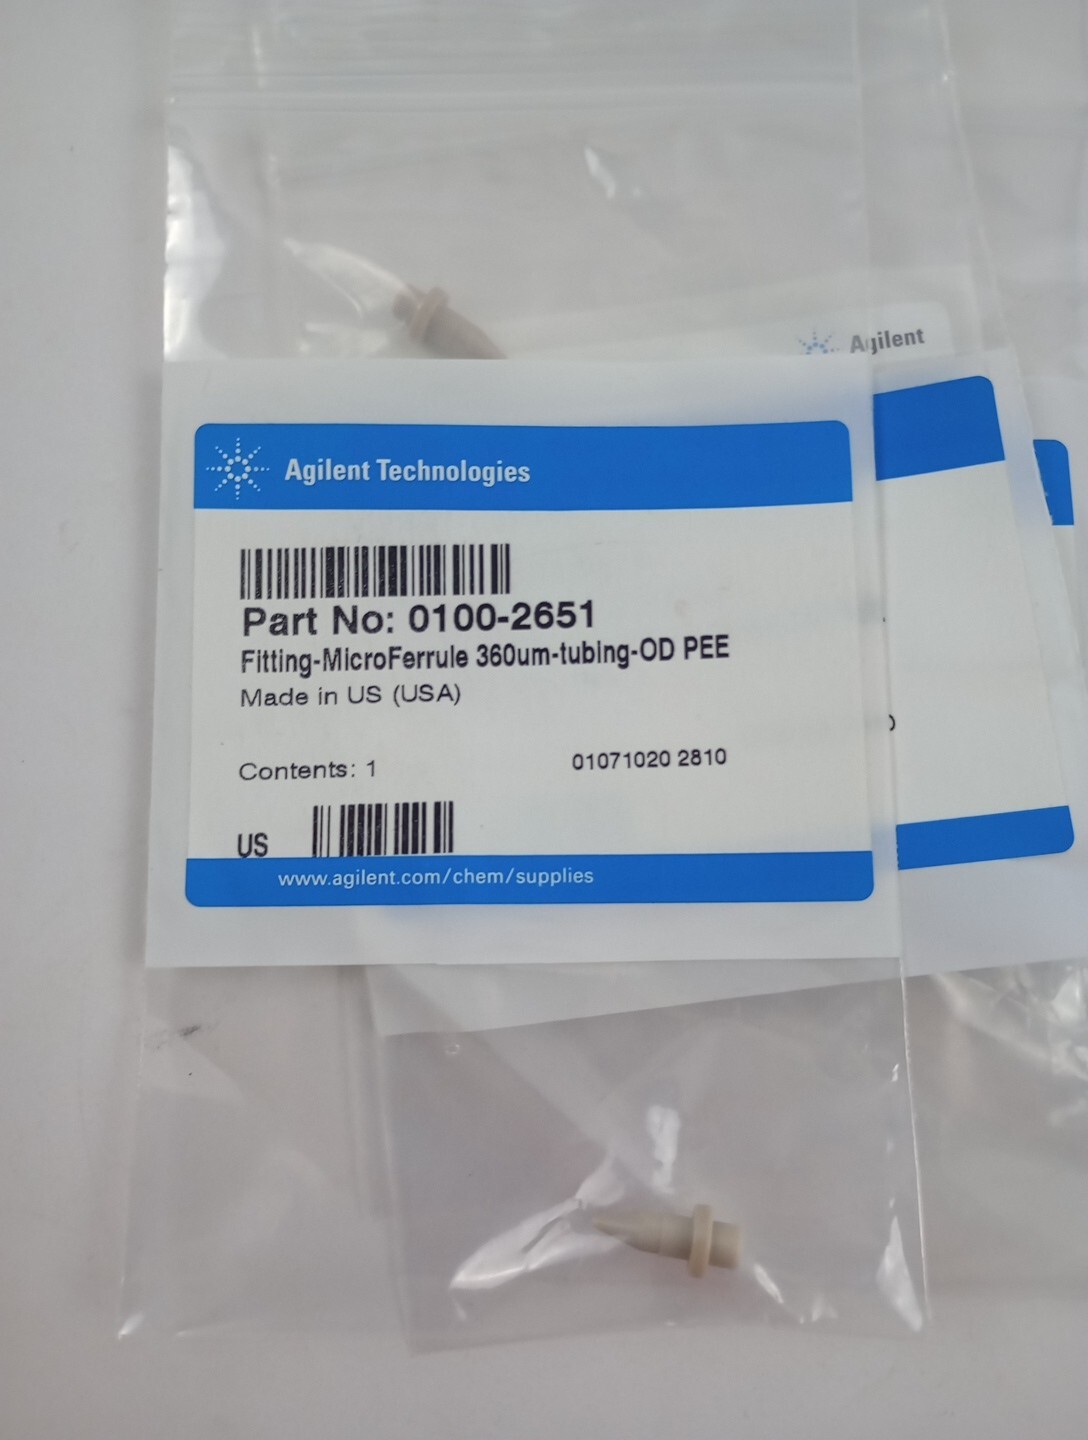 Agilent
Agilent Technologies
Part No: 0100-2651
Fitting-MicroFerrule 360um-tubing-OD PEE
Made in US (USA)
Contents: 1
01071020 2810
US
www.agilent.com/chem/supplies